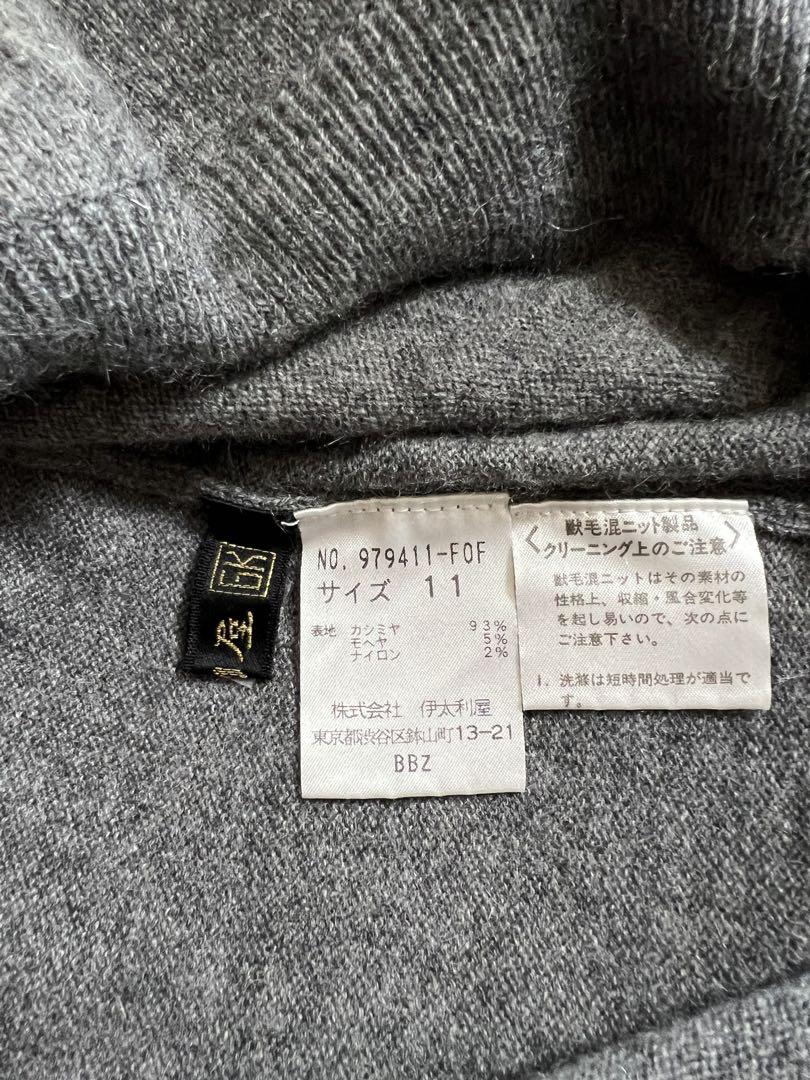 GK
屋
NO. 979411-FOF
サイズ 11
表地 カシミヤ 93%
モヘヤ 5%
ナイロン 2%
株式会社 伊太利屋
東京都渋谷区鉢山町13-21
BBZ
獣毛混ニット製品
〈クリーニング上のご注意〉
獣毛混ニットはその素材の
性格上、収縮・風合変化等
を起し易いので、次の点に
ご注意下さい。
1. 洗滌は短時間処理が適当で
す。